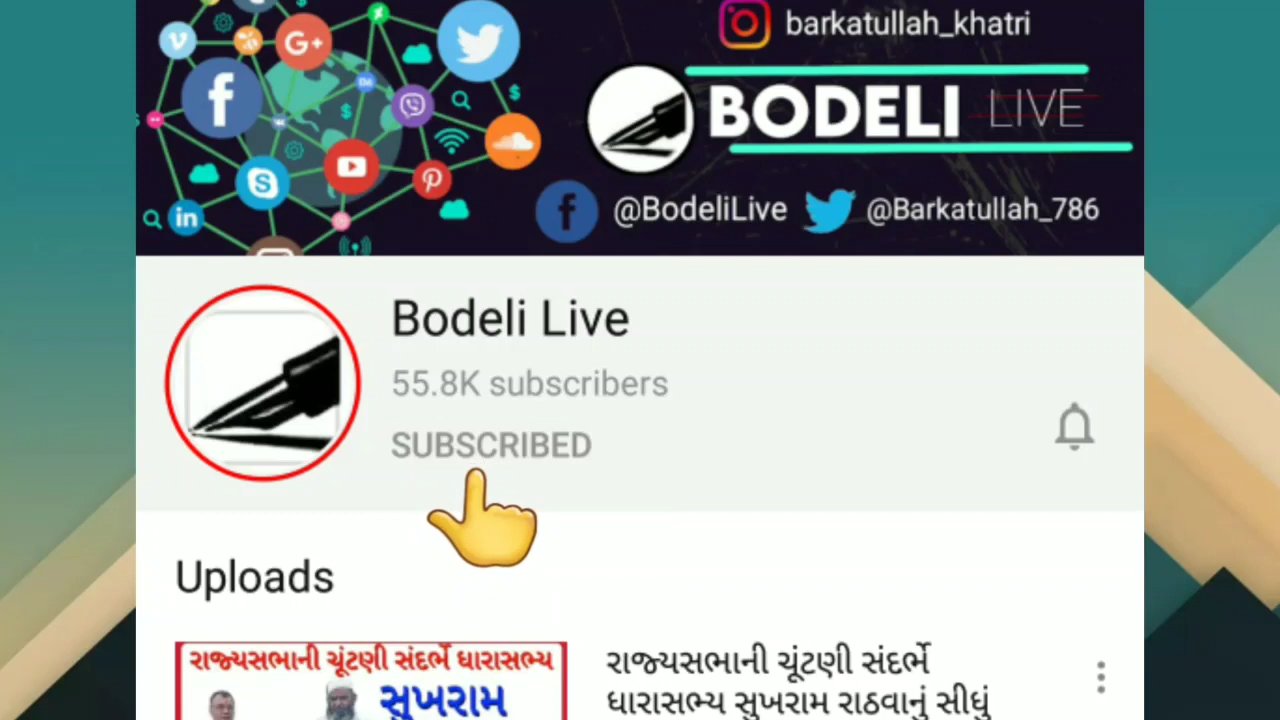 barkatullah_khatri
BODELI LIVE
@BodeliLive @Barkatullah_786
Bodeli Live
55.8K subscribers
SUBSCRIBED
Uploads
રાજ્યસભાની ચૂંટણી સંદર્ભે ધારાસભ્ય
સુખરામ
રાજ્યસભાની ચૂંટણી સંદર્ભે
ધારાસભ્ય સુખરામ રાઠવાનું સીધું